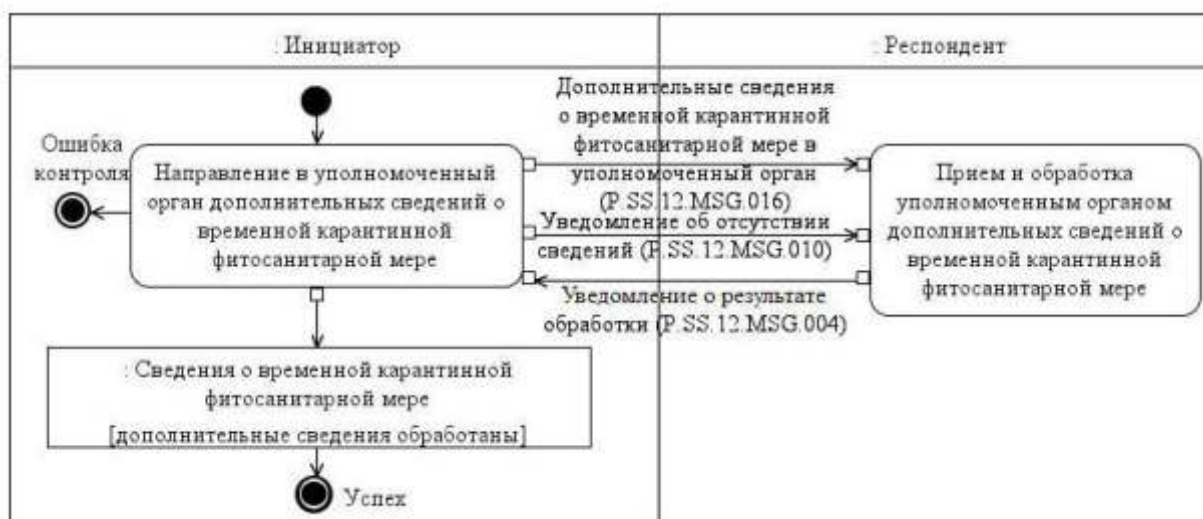 : Инициатор
: Респондент
Ошибка
контроля
Направление в уполномоченный
орган дополнительных сведений о
временной карантинной
фитосанитарной мере
Дополнительные сведения
о временной карантинной
фитосанитарной мере в
уполномоченный орган
(P.SS.12.MSG.016)
Уведомление об отсутствии
сведений (P.SS.12.MSG.010)
Уведомление о результате
обработки (P.SS.12.MSG.004)
Прием и обработка
уполномоченным органом
дополнительных сведений о
временной карантинной
фитосанитарной мере
: Сведения о временной карантинной
фитосанитарной мере
[дополнительные сведения обработаны]
Успех